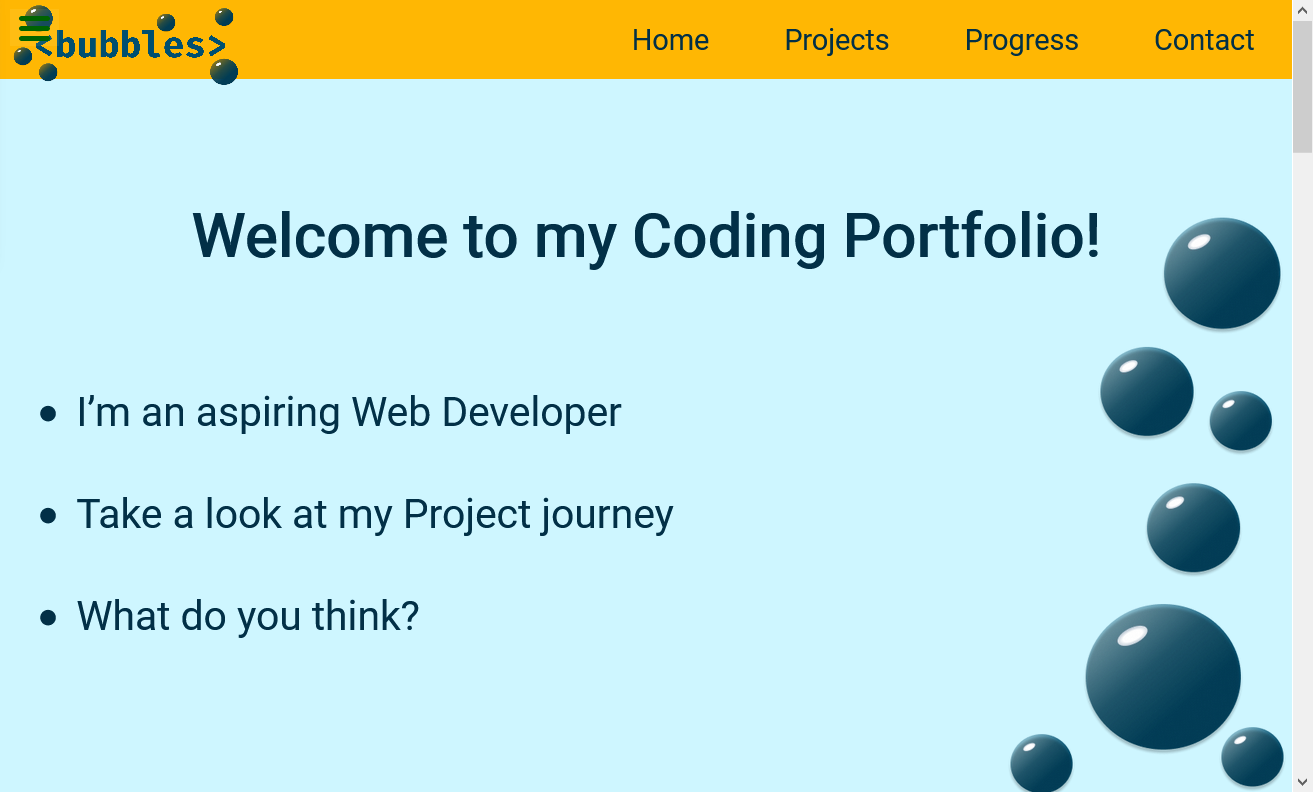 <bubbles>
Home Projects Progress Contact
Welcome to my Coding Portfolio!
I’m an aspiring Web Developer
Take a look at my Project journey
What do you think?